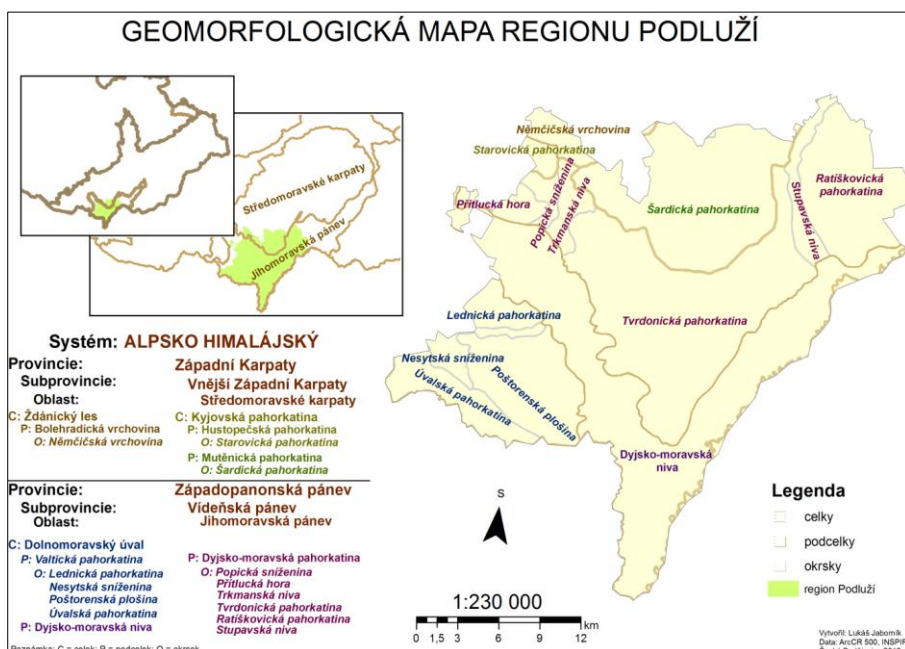 GEOMORFOLOGICKÁ MAPA REGIONU PODLUŽÍ
Středomoravské karpaty
Jihomoravská pánev
Němčičská vrchovina
Starovická pahorkatina
Přítlucká hora
Popická sníženina
Trkmanská niva
Šardická pahorkatina
Stupavská niva
Ratíškovická pahorkatina
Lednická pahorkatina
Tvrdonická pahorkatina
Nesytská sníženina
Poštorenská plošina
Úvalská pahorkatina
Dyjsko-moravská niva
Systém: ALPSKO HIMALÁJSKÝ
Provincie: Západní Karpaty
Subprovincie: Vnější Západní Karpaty
Oblast: Středomoravské karpaty
C: Ždánický les
P: Bolehradická vrchovina
O: Němčičská vrchovina
C: Kyjovská pahorkatina
P: Hustopečská pahorkatina
O: Starovická pahorkatina
P: Mutěnická pahorkatina
O: Šardická pahorkatina
Provincie: Západopanonská pánev
Subprovincie: Vídeňská pánev
Oblast: Jihomoravská pánev
C: Dolnomoravský úval
P: Valtická pahorkatina
O: Lednická pahorkatina
Nesytská sníženina
Poštorenská plošina
Úvalská pahorkatina
P: Dyjsko-moravská niva
P: Dyjsko-moravská pahorkatina
O: Popická sníženina
Přítlucká hora
Trkmanská niva
Tvrdonická pahorkatina
Ratíškovická pahorkatina
Stupavská niva
S
1:230 000
0 1,5 3 6 9 12
km
Legenda
celky
podcelky
okrsky
region Podluží
Vytvořil: Lukáš Jaborník
Data: ArcCR 500, INSPIR